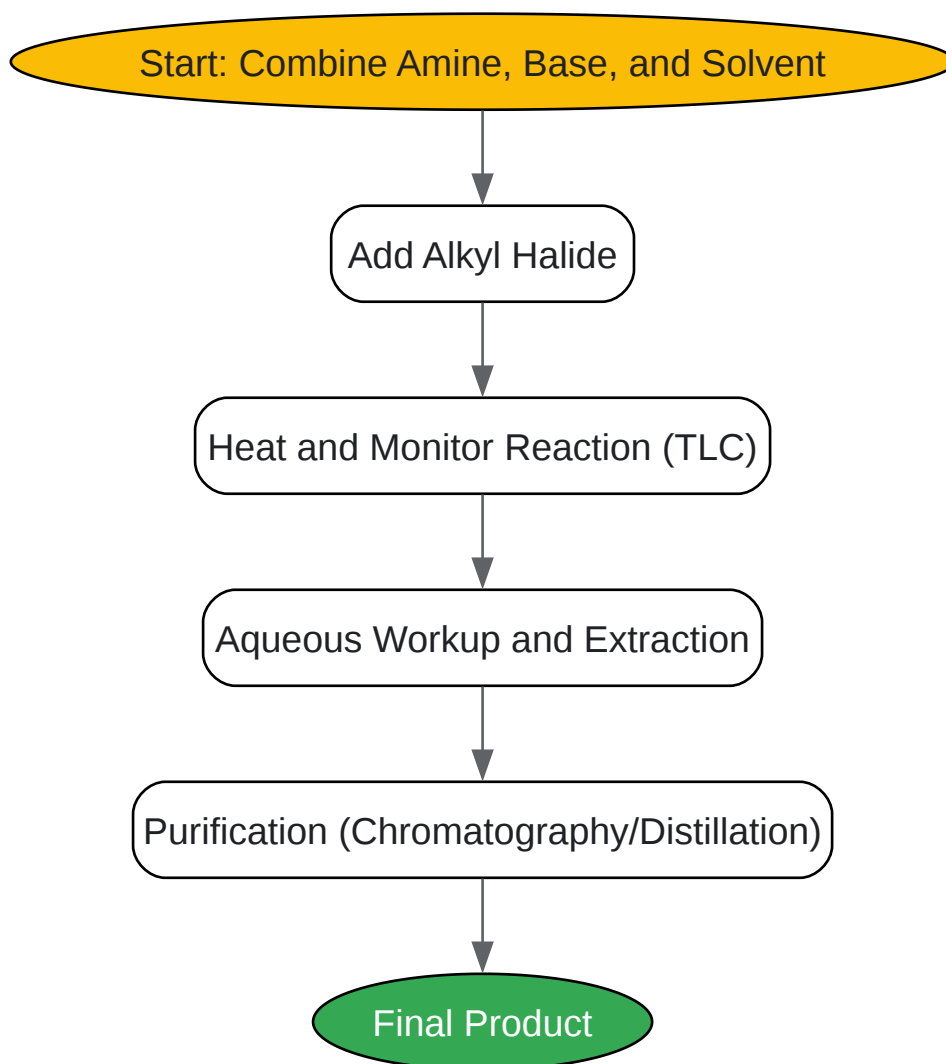 Start: Combine Amine, Base, and Solvent
Add Alkyl Halide
Heat and Monitor Reaction (TLC)
Aqueous Workup and Extraction
Purification (Chromatography/Distillation)
Final Product